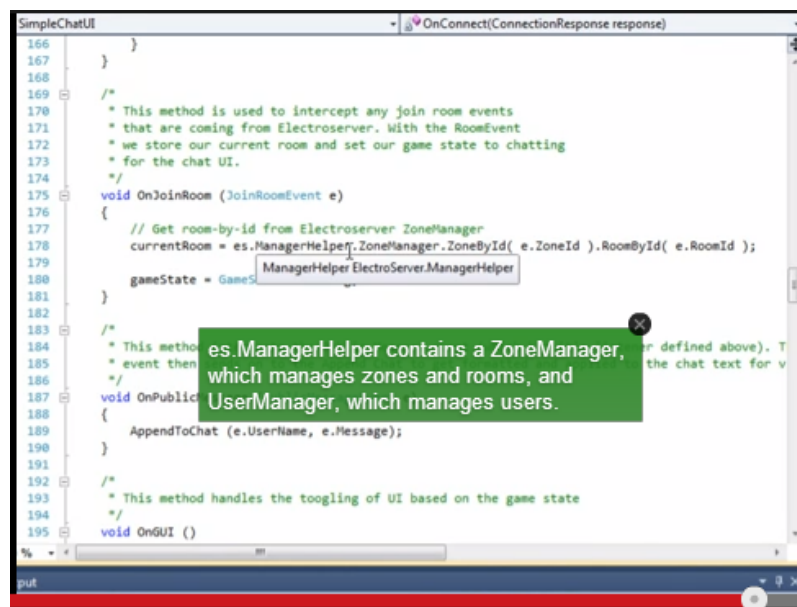 SimpleChatUI
OnConnect(ConnectionResponse response)
166 }
167 }
168
169 /*
170 * This method is used to intercept any join room events
171 * that are coming from Electroserver. With the RoomEvent
172 * we store our current room and set our game state to chatting
173 * for the chat UI.
174 */
175 void OnJoinRoom (JoinRoomEvent e)
176 {
177 // Get room-by-id from Electroserver ZoneManager
178 currentRoom = es.ManagerHelper.ZoneManager.ZoneById( e.ZoneId ).RoomById( e.RoomId );
179
ManagerHelper ElectroServer.ManagerHelper
180 gameState = GameS
181 }
182
183 /*
184 * This metho er defined above). T
es.ManagerHelper contains a ZoneManager,
185 * event then the chat text for v
which manages zones and rooms, and
186 */
187 void OnPublic
UserManager, which manages users.
188 {
189 AppendToChat (e.UserName, e.Message);
190 }
191
192 /*
193 * This method handles the toogling of UI based on the game state
194 */
195 void OnGUI ()
%
put